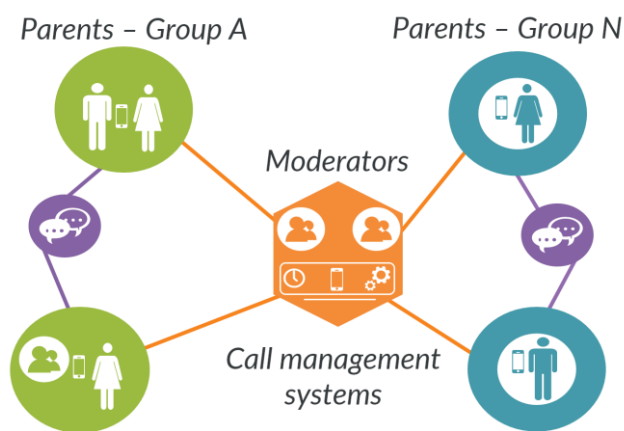 Parents – Group A
Parents – Group N
Moderators
Call management
systems